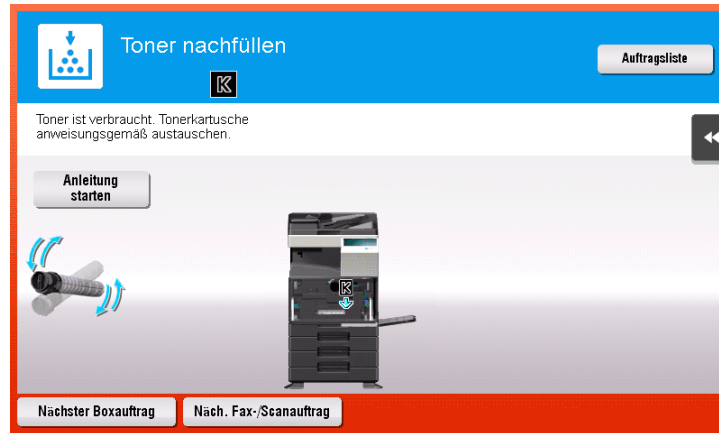 Toner nachfüllen
K
Auftragsliste
Toner ist verbraucht. Tonerkartusche
anweisungsgemäß austauschen.
Anleitung
starten
K
Nächster Boxauftrag
Näch. Fax-/Scanauftrag